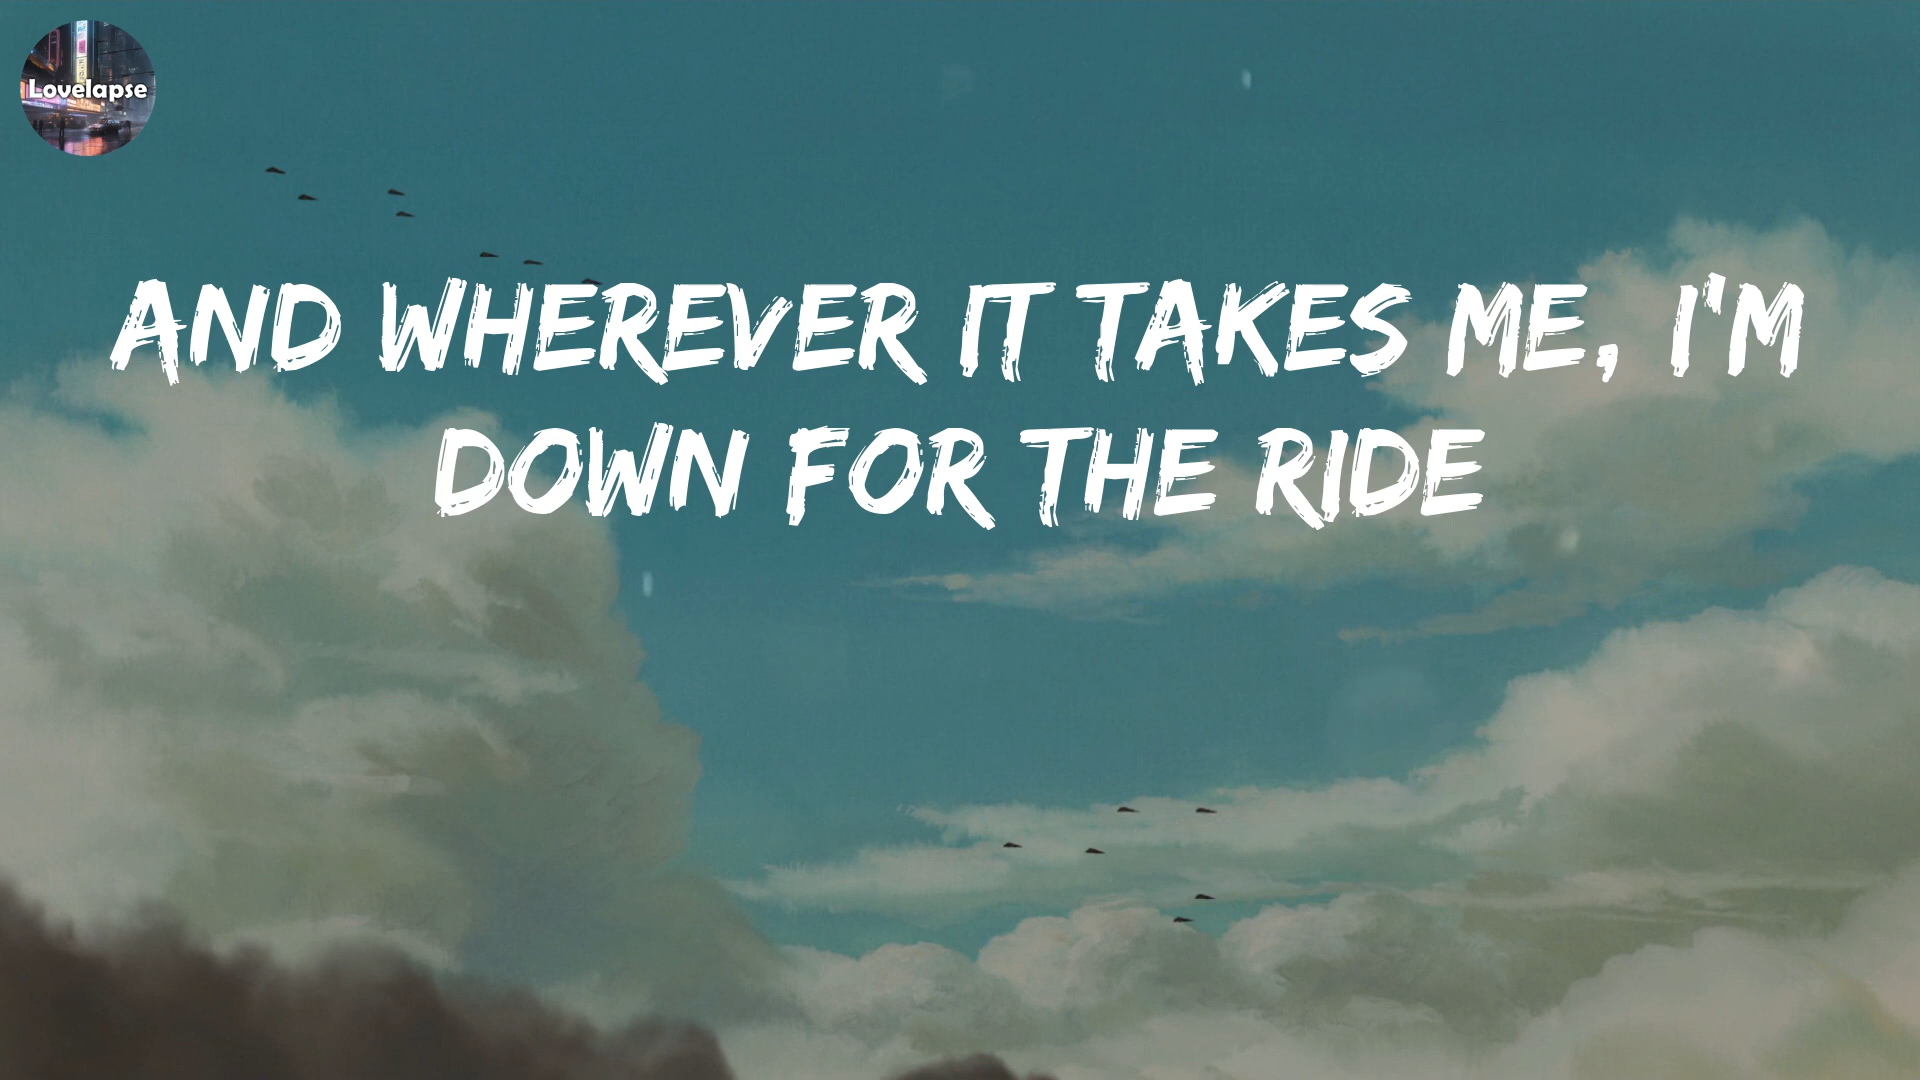 Lovelapse
AND WHEREVER IT TAKES ME, I'M
DOWN FOR THE RIDE